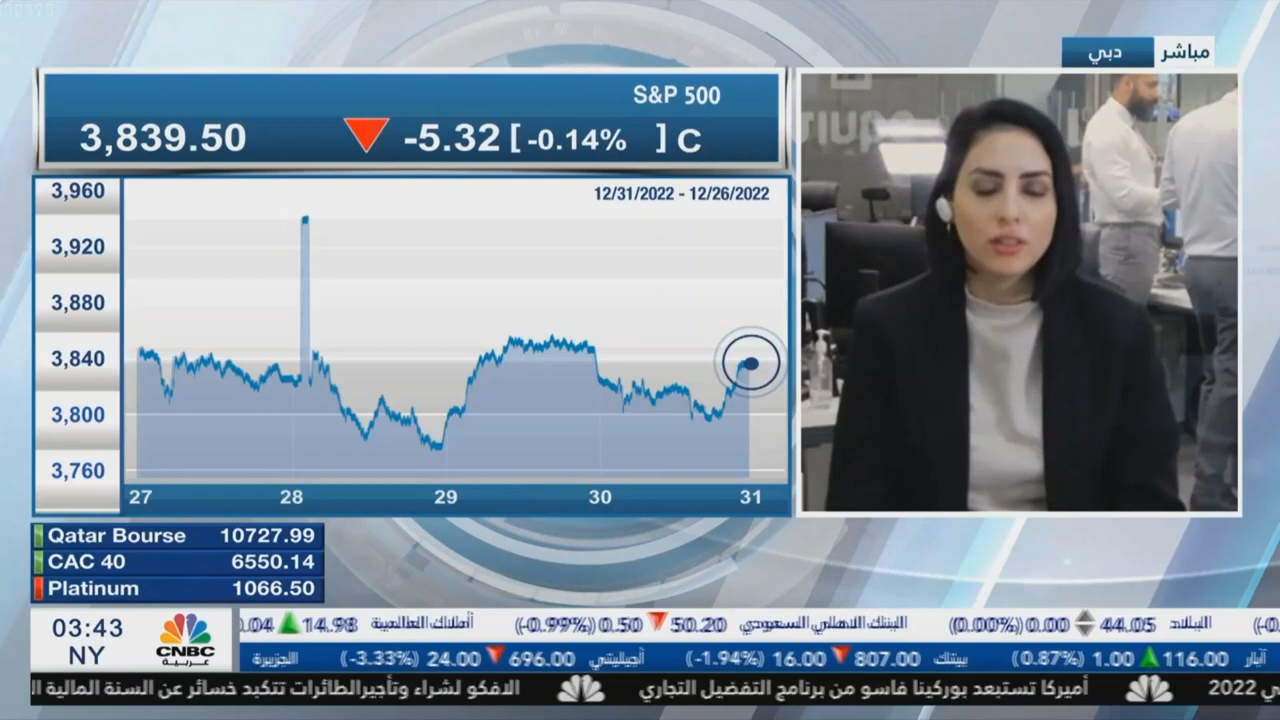 مباشر
دبي
S&P 500
3,839.50 -5.32 [ -0.14% ] C
12/31/2022 - 12/26/2022
3,960
3,920
3,880
3,840
3,800
3,760
27 28 29 30 31
Qatar Bourse 10727.99
CAC 40 6550.14
Platinum 1066.50
03:43
NY
CNBC
عربية
البلاد 44.05 0.00 (0.00%) البنك الاهلي السعودي 50.20 0.50 (-0.99%) أملاك العالمية 14.98
آبار 116.00 1.00 (0.87%) بيتك 807.00 16.00 (-1.94%) أجيليتي 696.00 24.00 (-3.33%) الجزيرة
2022 أميركا تستبعد بوركينا فاسو من برنامج التفضيل التجاري الافكو لشراء وتأجيرالطائرات تتكبد خسائر عن السنة المالية